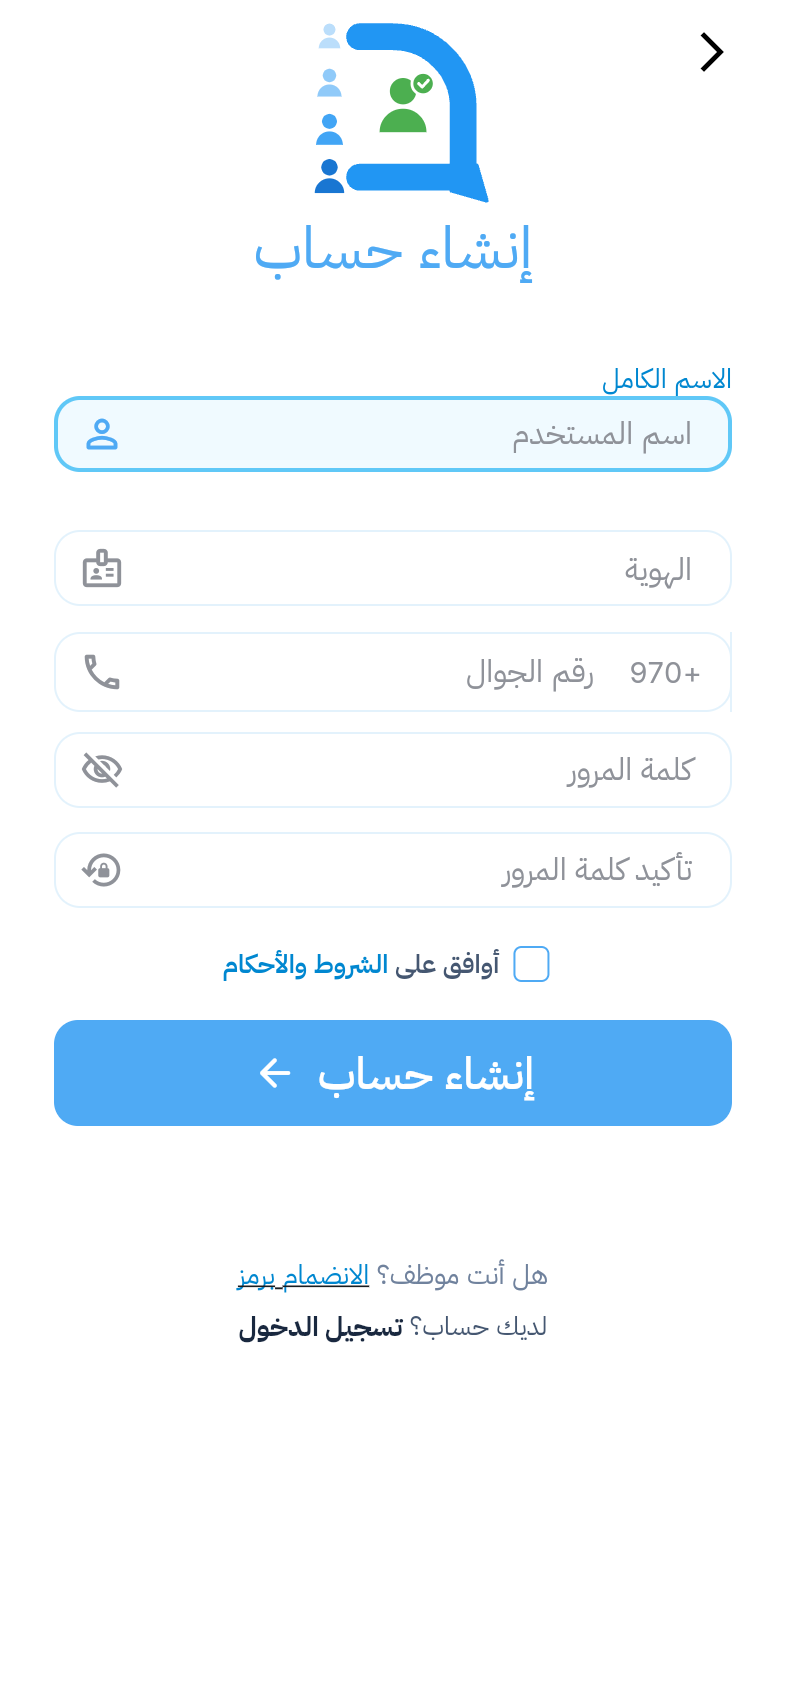 إنشاء حساب
الاسم الكامل
اسم المستخدم
الهوية
+970 رقم الجوال
كلمة المرور
تأكيد كلمة المرور
أوافق على الشروط والأحكام
إنشاء حساب
هل أنت موظف؟ الانضمام برمز
لديك حساب؟ تسجيل الدخول